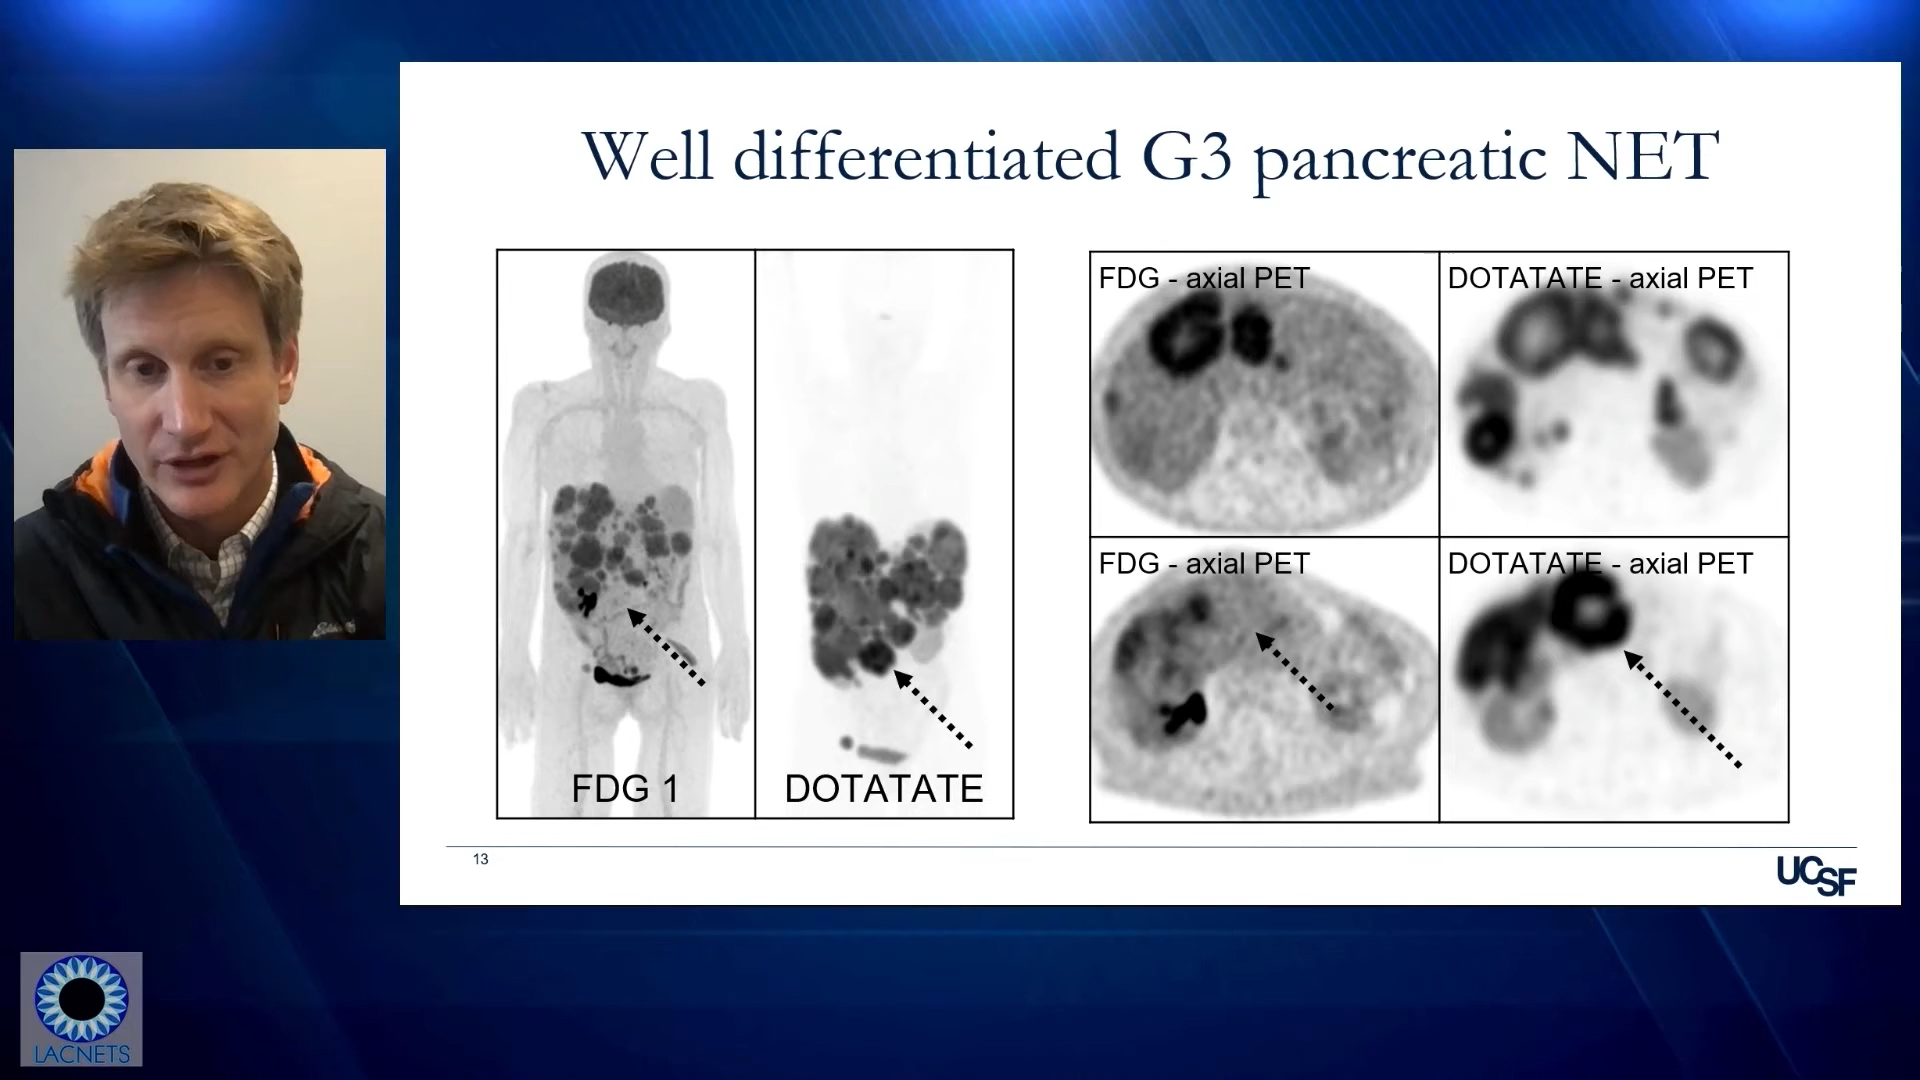 Well differentiated G3 pancreatic NET
FDG 1
DOTATATE
FDG - axial PET
DOTATATE - axial PET
FDG - axial PET
DOTATATE - axial PET
13
UCSF
LACNETS